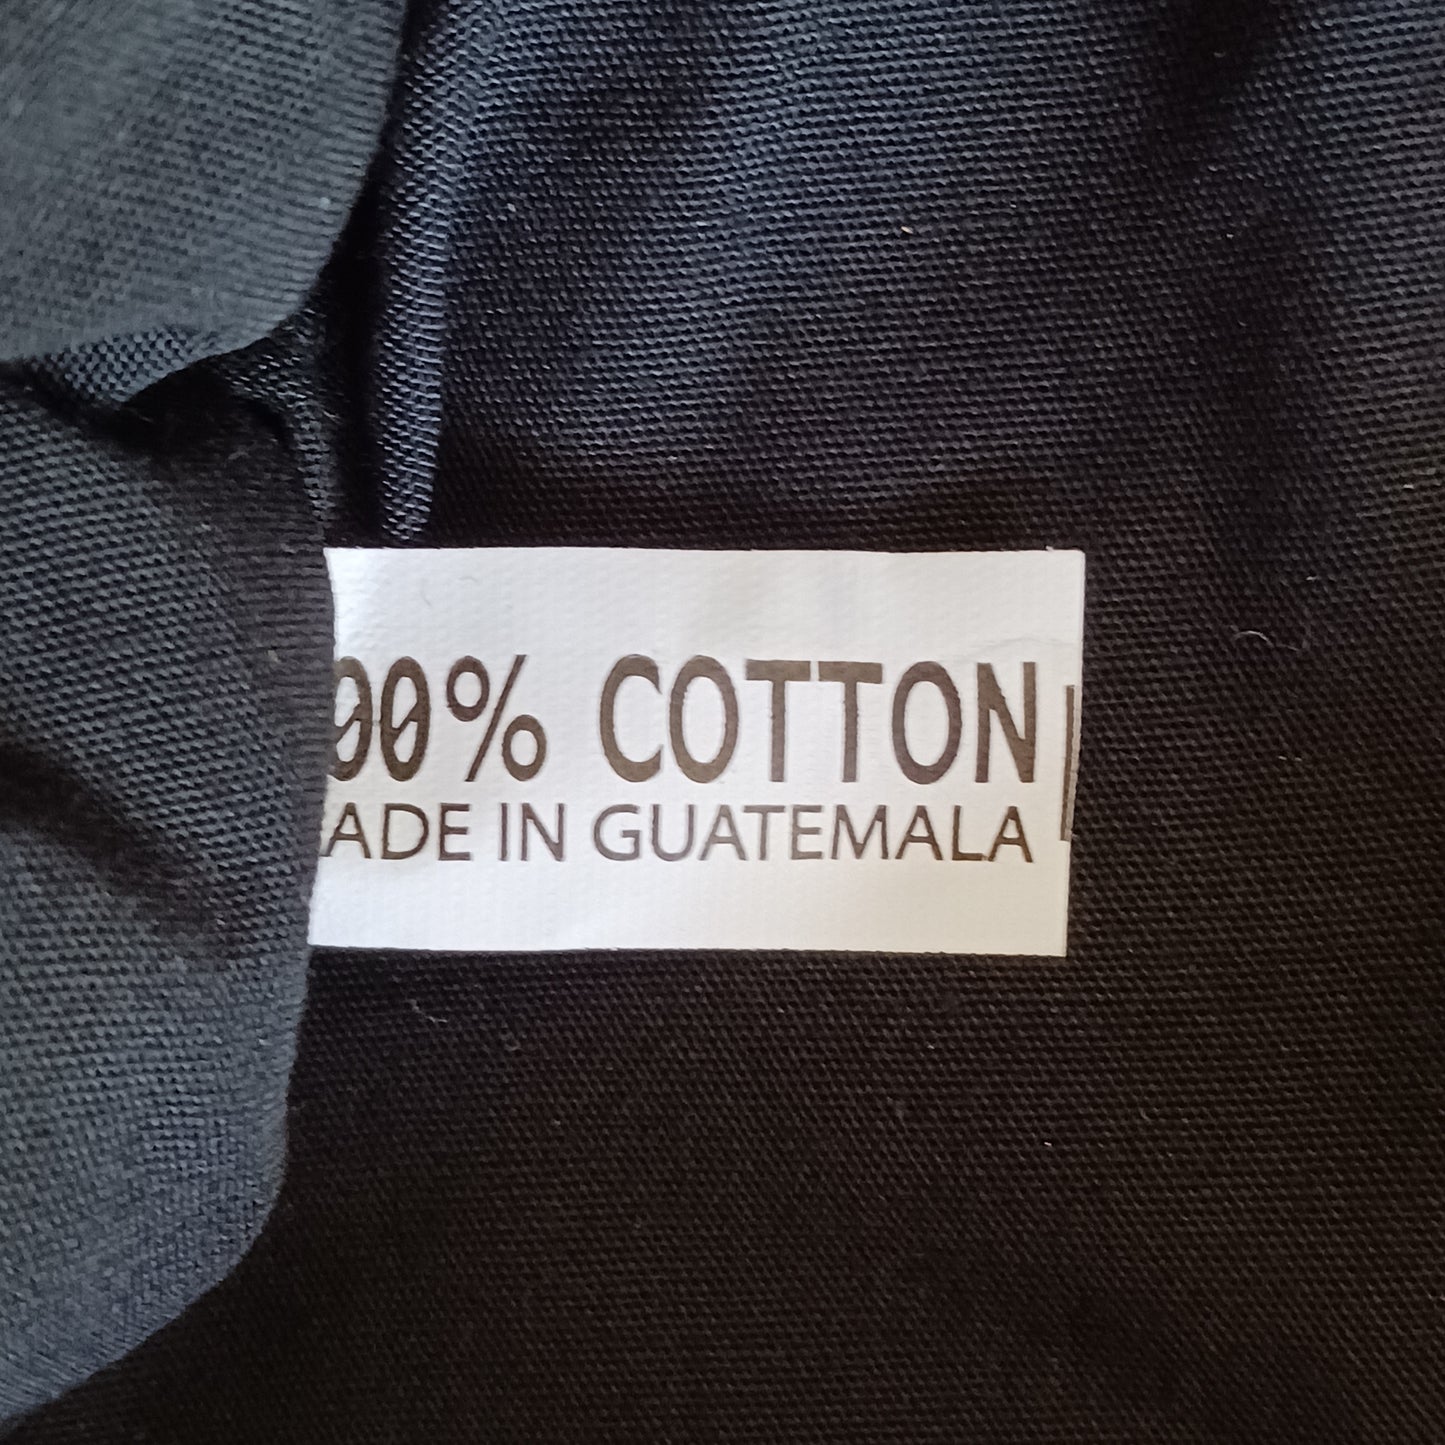 00% COTTON
ADE IN GUATEMALA